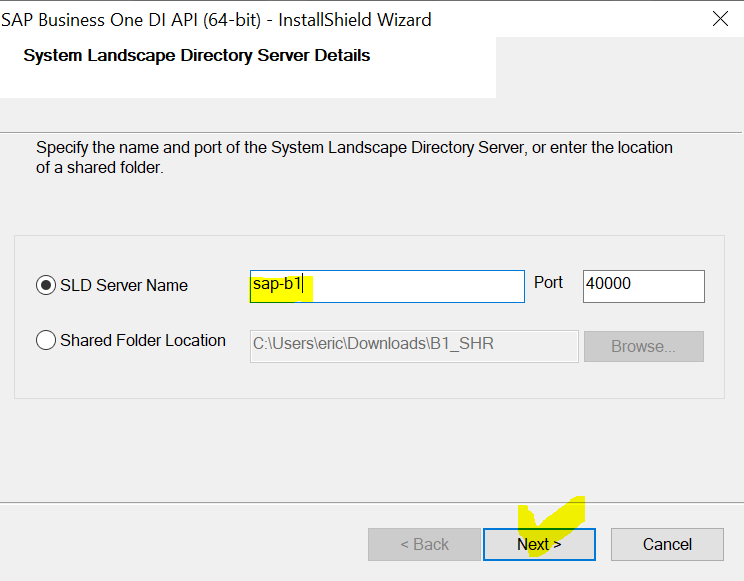 SAP Business One DI API (64-bit) - InstallShield Wizard
System Landscape Directory Server Details
Specify the name and port of the System Landscape Directory Server, or enter the location
of a shared folder.
SLD Server Name sap-b1 Port 40000
Shared Folder Location C:\Users\eric\Downloads\B1_SHR Browse...
< Back Next > Cancel